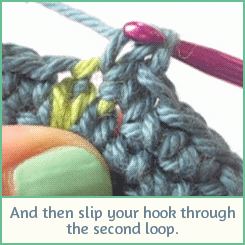 And then slip your hook through
the second loop.